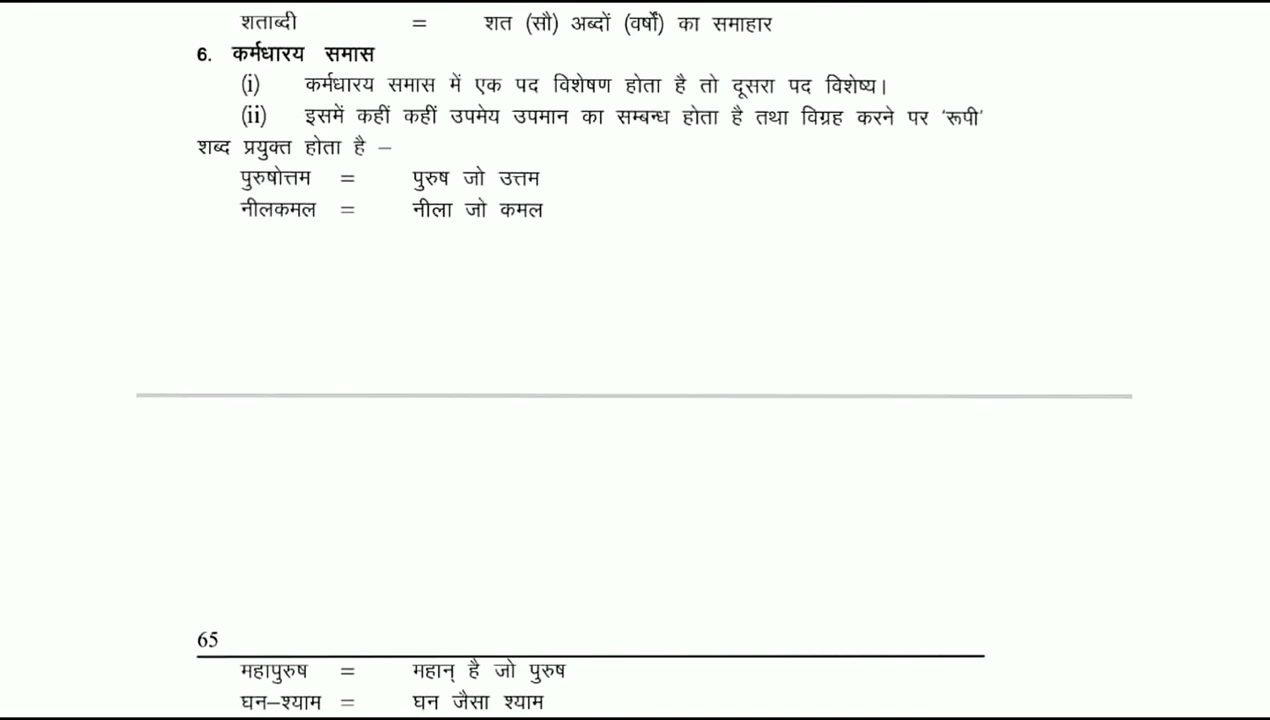 शताब्दी = शत (सौ) अब्दों (वर्षों) का समाहार
6. कर्मधारय समास
(i) कर्मधारय समास में एक पद विशेषण होता है तो दूसरा पद विशेष्य।
(ii) इसमें कहीं कहीं उपमेय उपमान का सम्बन्ध होता है तथा विग्रह करने पर 'रूपी'
शब्द प्रयुक्त होता है –
पुरुषोत्तम = पुरुष जो उत्तम
नीलकमल = नीला जो कमल
65
महापुरुष = महान् है जो पुरुष
घन–श्याम = घन जैसा श्याम